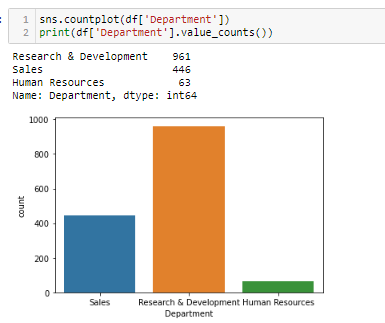 1 sns.countplot(df['Department'])
2 print(df['Department'].value_counts())
Research & Development    961
Sales                     446
Human Resources            63
Name: Department, dtype: int64
1000
800
600
400
200
0
count
Sales
Research & Development
Human Resources
Department